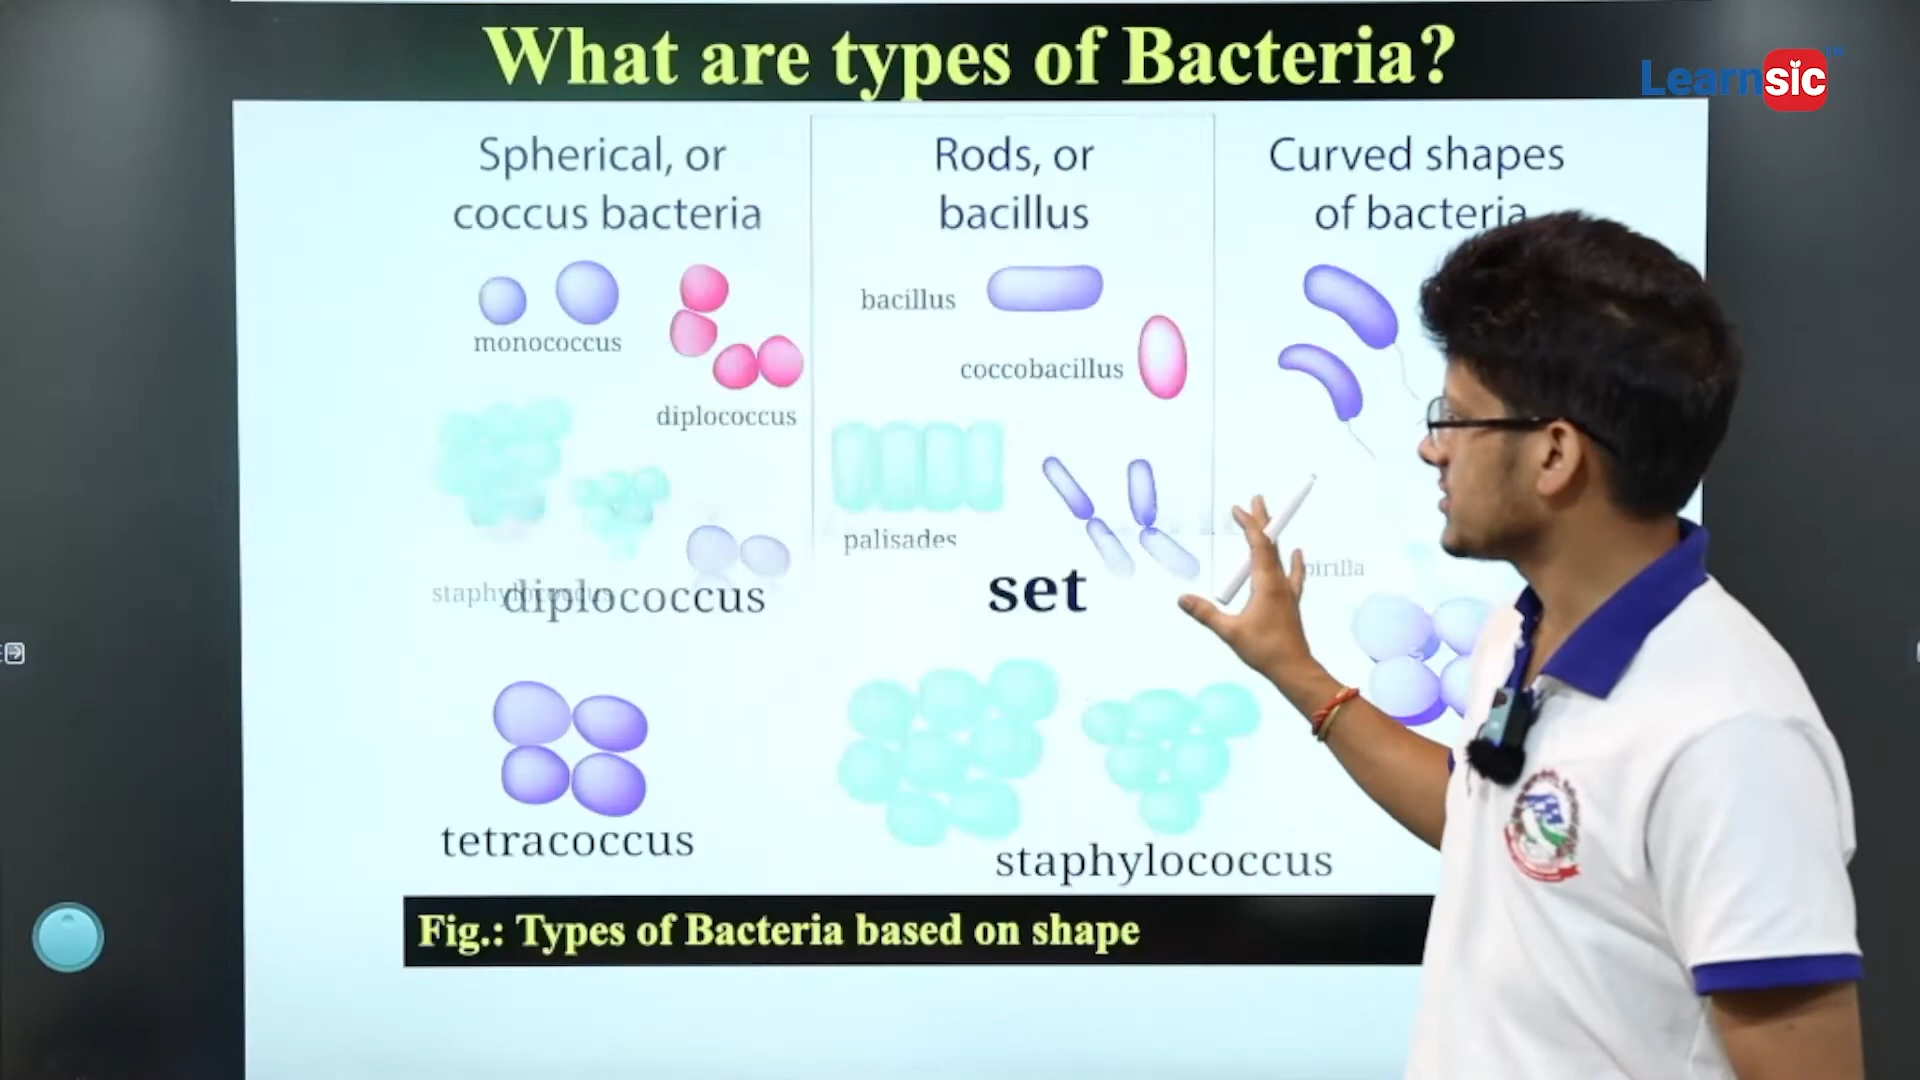 What are types of Bacteria?
Learnsic
Spherical, or
coccus bacteria
Rods, or
bacillus
Curved shapes
of bacteria
monococcus
diplococcus
bacillus
coccobacillus
palisades
staphylococcus
diplococcus
set
tetracoccus
staphylococcus
Fig.: Types of Bacteria based on shape